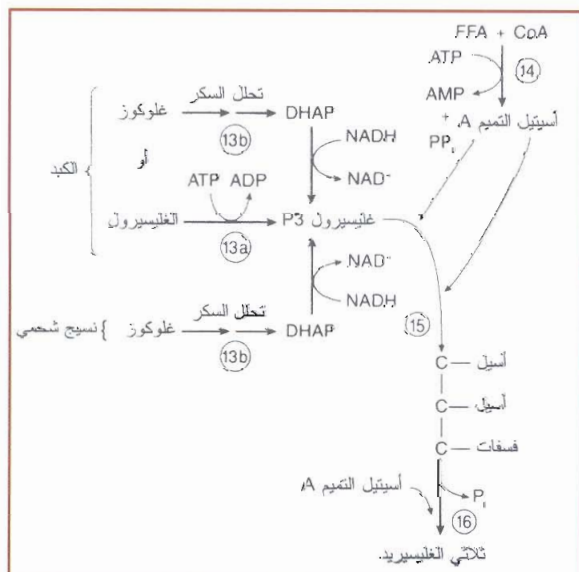 FFA + CoA
ATP
14
AMP
أسيتيل التميم A +
PPi
الكبد
غلوكوز
تحلل السكر
13b
DHAP
NADH
NAD-
أو
الغليسيرول
ATP ADP
13a
غليسيرول P3
NAD-
NADH
نسيج شحمي
غلوكوز
تحلل السكر
13b
DHAP
15
C — أسيل
C — أسيل
C — فسفات
أسيتيل التميم A
Pi
16
ثلاثي الغليسيريد.